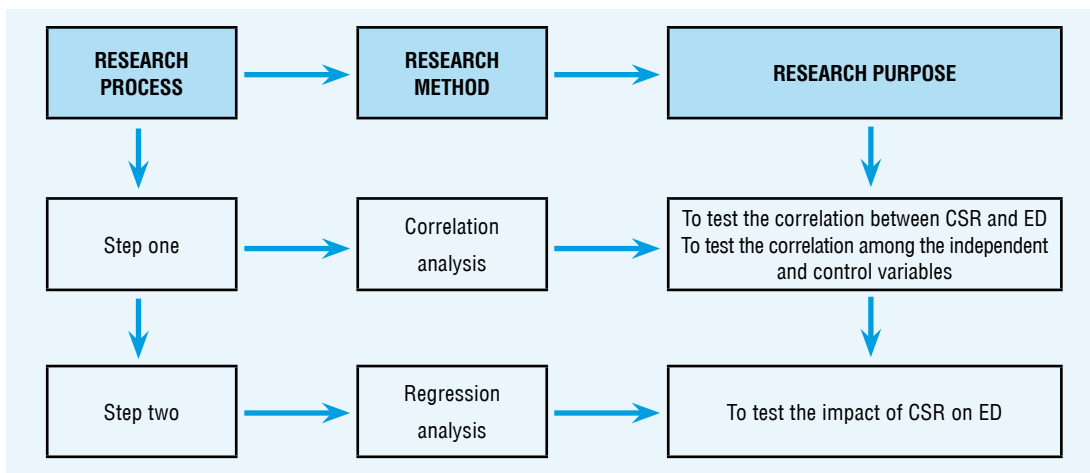 RESEARCH
PROCESS
RESEARCH
METHOD
RESEARCH PURPOSE
Step one
Correlation
analysis
To test the correlation between CSR and ED
To test the correlation among the independent
and control variables
Step two
Regression
analysis
To test the impact of CSR on ED